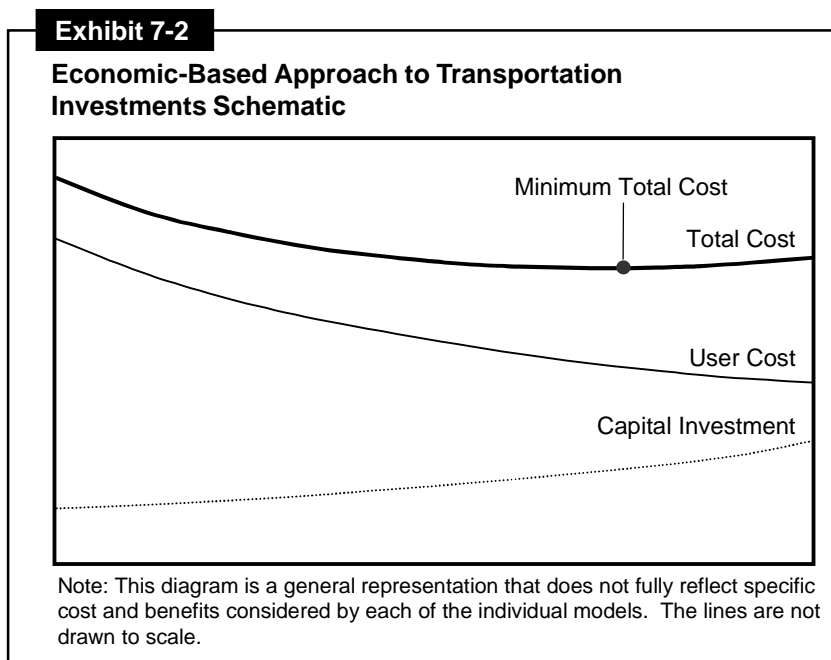 Exhibit 7-2
Economic-Based Approach to Transportation
Investments Schematic
Minimum Total Cost
Total Cost
User Cost
Capital Investment
Note: This diagram is a general representation that does not fully reflect specific
cost and benefits considered by each of the individual models.  The lines are not
drawn to scale.